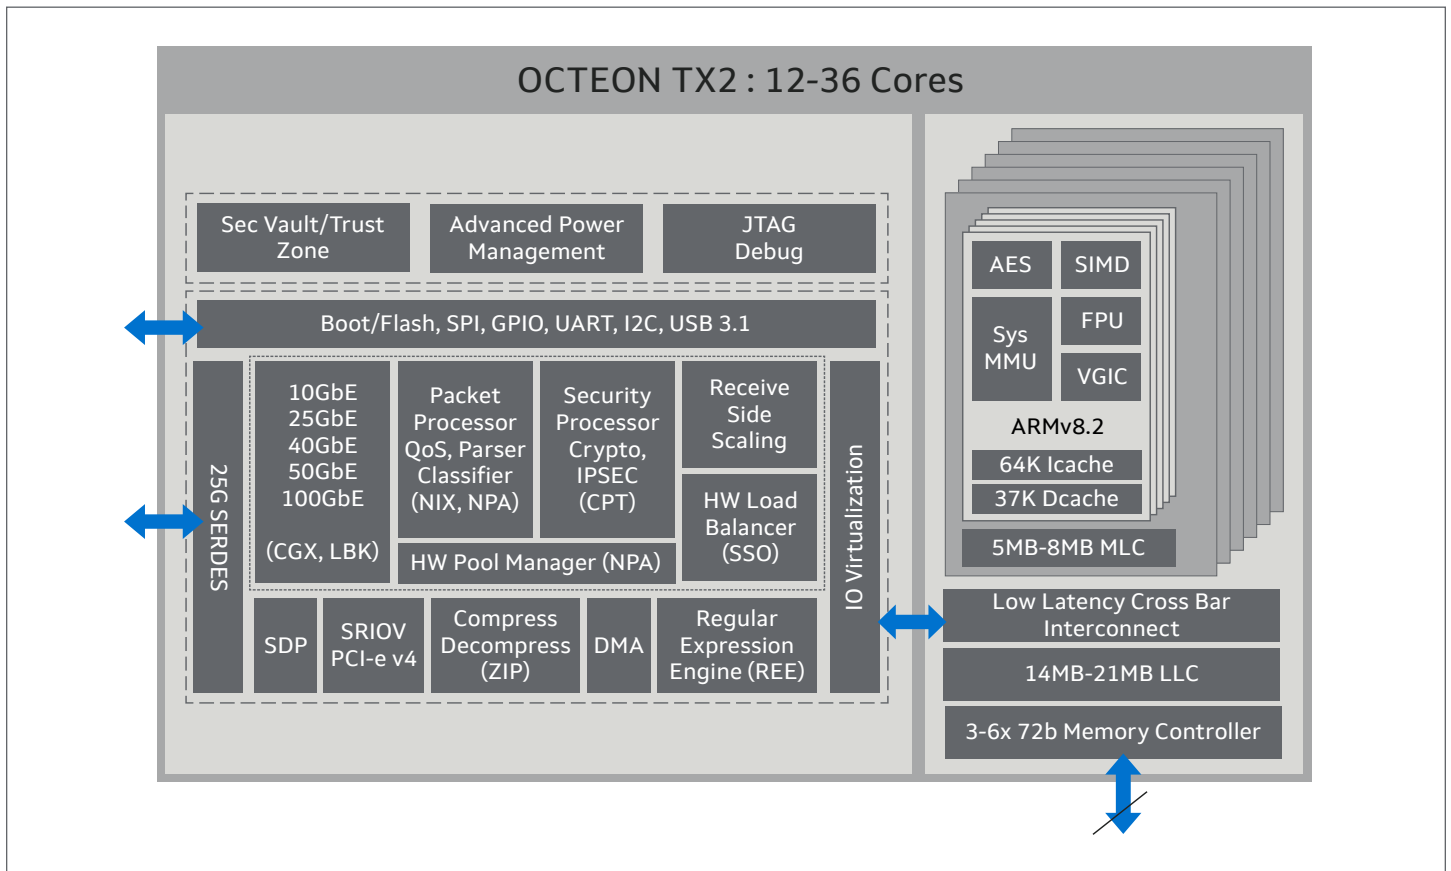 OCTEON TX2 : 12-36 Cores
Sec Vault/Trust
Zone
Advanced Power
Management
JTAG
Debug
Boot/Flash, SPI, GPIO, UART, I2C, USB 3.1
25G SERDES
10GbE
25GbE
40GbE
50GbE
100GbE
(CGX, LBK)
Packet
Processor
QoS, Parser
Classifier
(NIX, NPA)
Security
Processor
Crypto,
IPSEC
(CPT)
Receive
Side
Scaling
HW Load
Balancer
(SSO)
HW Pool Manager (NPA)
IO Virtualization
SDP
SRIOV
PCI-e v4
Compress
Decompress
(ZIP)
DMA
Regular
Expression
Engine (REE)
AES
SIMD
Sys
MMU
FPU
VGIC
ARMv8.2
64K Icache
37K Dcache
5MB-8MB MLC
Low Latency Cross Bar
Interconnect
14MB-21MB LLC
3-6x 72b Memory Controller